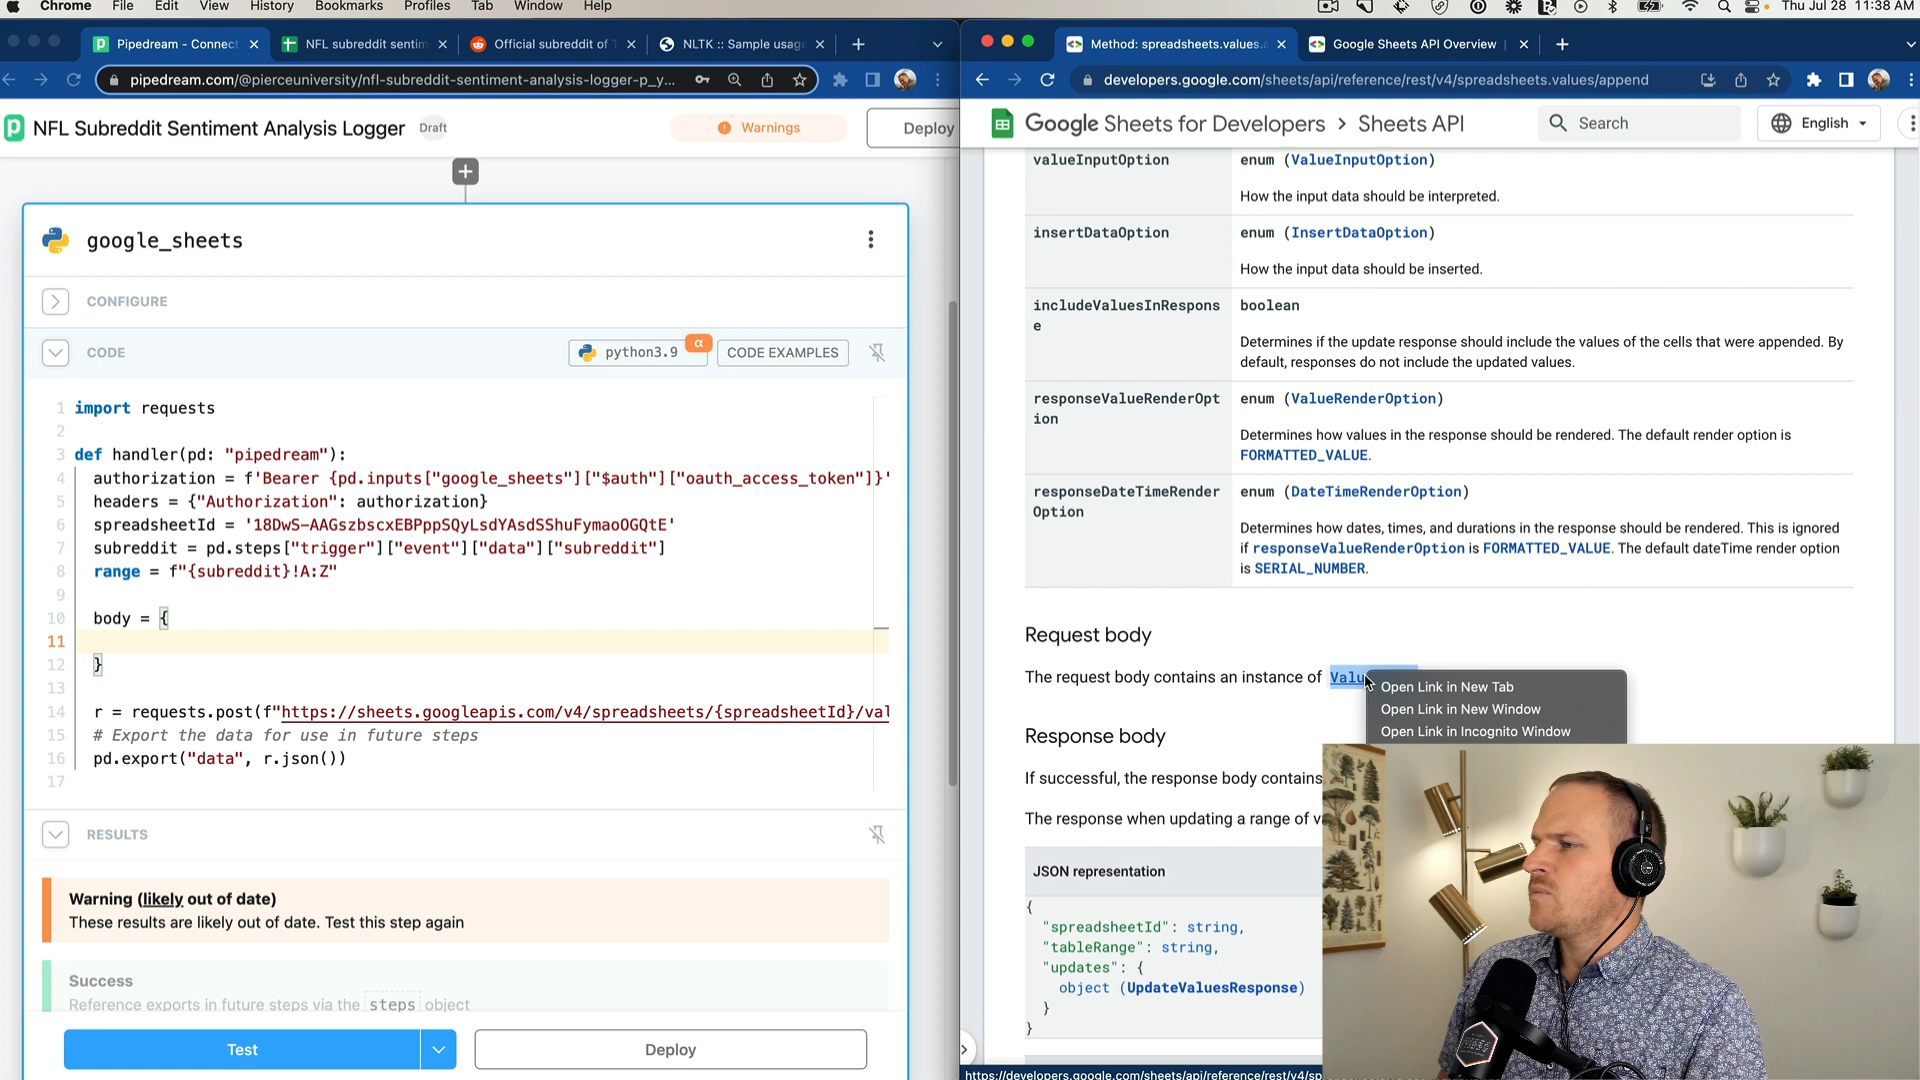 Chrome File Edit View History Bookmarks Profiles Tab Window Help
Thu Jul 28 11:38 AM
Pipedream - Connect
NFL subreddit sentim
Official subreddit of
NLTK :: Sample usag
Method: spreadsheets.values.a
Google Sheets API Overview
pipedream.com/@pierceuniversity/nfl-subreddit-sentiment-analysis-logger-p_y...
developers.google.com/sheets/api/reference/rest/v4/spreadsheets.values/append
NFL Subreddit Sentiment Analysis Logger
Draft
Warnings
Deploy
Google Sheets for Developers > Sheets API
Search
English
google_sheets
CONFIGURE
CODE
python3.9
α
CODE EXAMPLES
1 import requests
2
3 def handler(pd: "pipedream"):
4 authorization = f'Bearer {pd.inputs["google_sheets"]["$auth"]["oauth_access_token"]}'
5 headers = {"Authorization": authorization}
6 spreadsheetId = '18DwS-AAGszbscxEBPppSQyLsdYAsdSShuFymaoOGQtE'
7 subreddit = pd.steps["trigger"]["event"]["data"]["subreddit"]
8 range = f"{subreddit}!A:Z"
9
10 body = {
11
12 }
13
14 r = requests.post(f"https://sheets.googleapis.com/v4/spreadsheets/{spreadsheetId}/val
15 # Export the data for use in future steps
16 pd.export("data", r.json())
17
RESULTS
Warning (likely out of date)
These results are likely out of date. Test this step again
Success
Reference exports in future steps via the steps object
Test
Deploy
valueInputOption
enum (ValueInputOption)
How the input data should be interpreted.
insertDataOption
enum (InsertDataOption)
How the input data should be inserted.
includeValuesInRespons
e
boolean
Determines if the update response should include the values of the cells that were appended. By
default, responses do not include the updated values.
responseValueRenderOpt
ion
enum (ValueRenderOption)
Determines how values in the response should be rendered. The default render option is
FORMATTED_VALUE.
responseDateTimeRender
Option
enum (DateTimeRenderOption)
Determines how dates, times, and durations in the response should be rendered. This is ignored
if responseValueRenderOption is FORMATTED_VALUE. The default dateTime render option
is SERIAL_NUMBER.
Request body
The request body contains an instance of Valu
Open Link in New Tab
Open Link in New Window
Open Link in Incognito Window
Response body
If successful, the response body contains
The response when updating a range of v
JSON representation
{
"spreadsheetId": string,
"tableRange": string,
"updates": {
object (UpdateValuesResponse)
}
}
https://developers.google.com/sheets/api/reference/rest/v4/sp